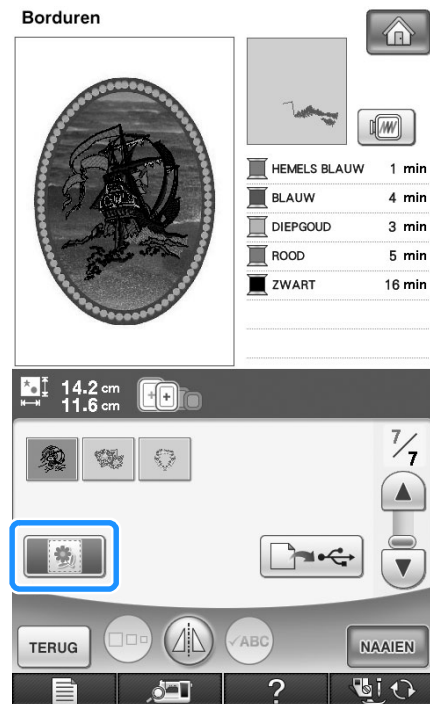 Borduren
HEMELS BLAUW 1 min
BLAUW 4 min
DIEPGOUD 3 min
ROOD 5 min
ZWART 16 min
14.2 cm
11.6 cm
7/7
TERUG
ABC
NAAIEN
?